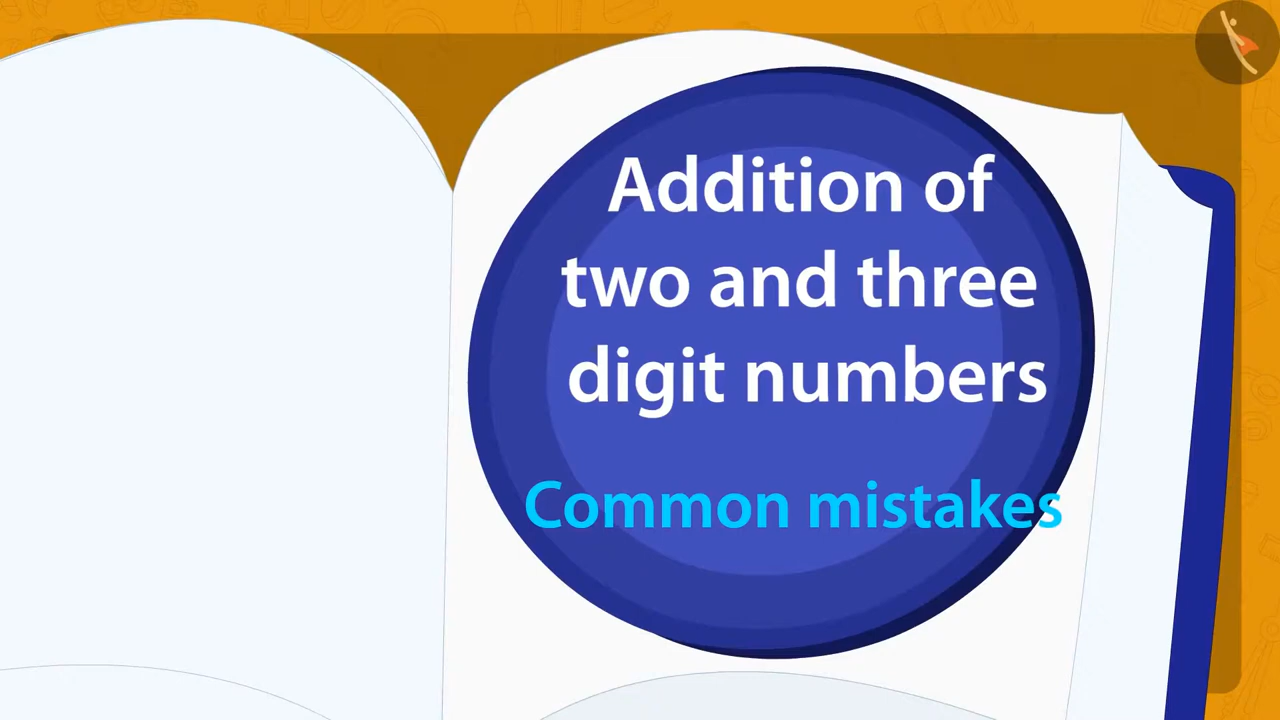 Addition of
two and three
digit numbers
Common mistakes